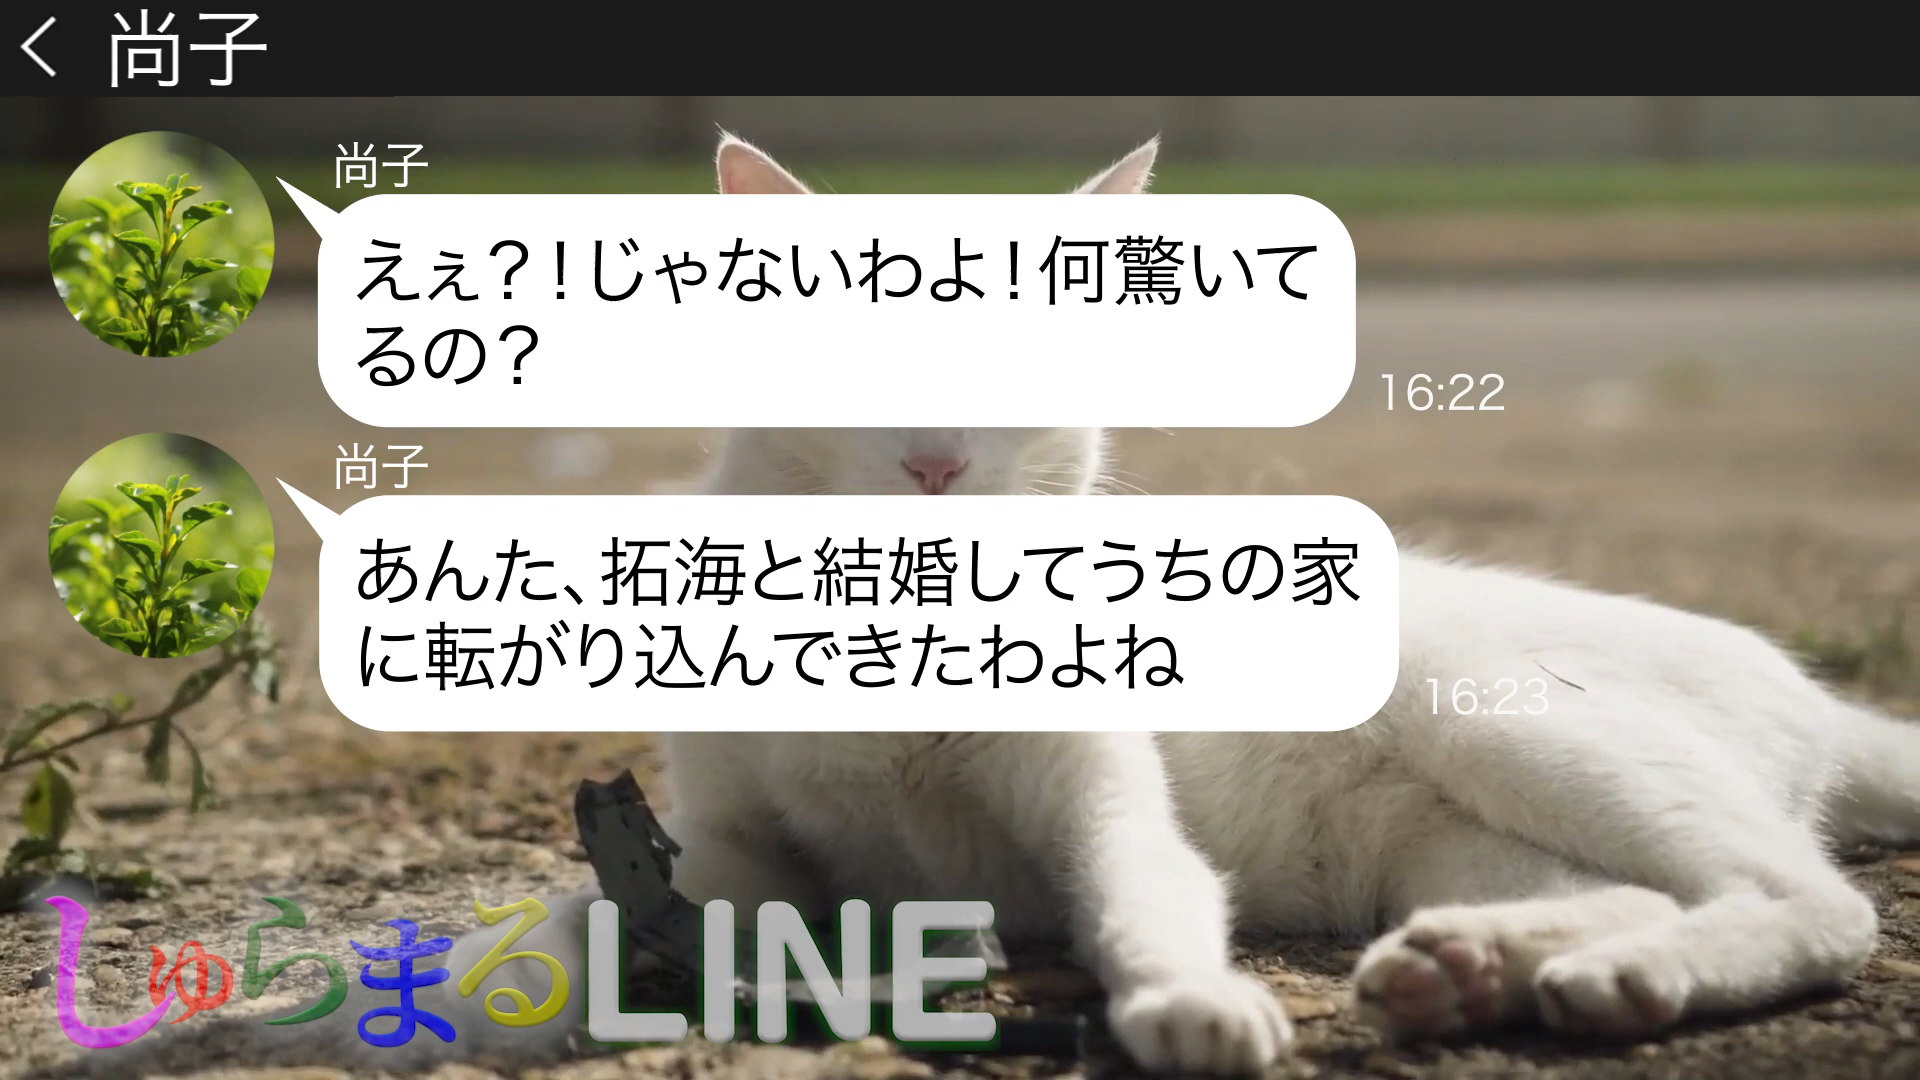 尚子
尚子
えぇ？！じゃないわよ！何驚いて
るの？
16:22
尚子
あんた、拓海と結婚してうちの家
に転がり込んできたわよね
16:23
しゅらまるLINE